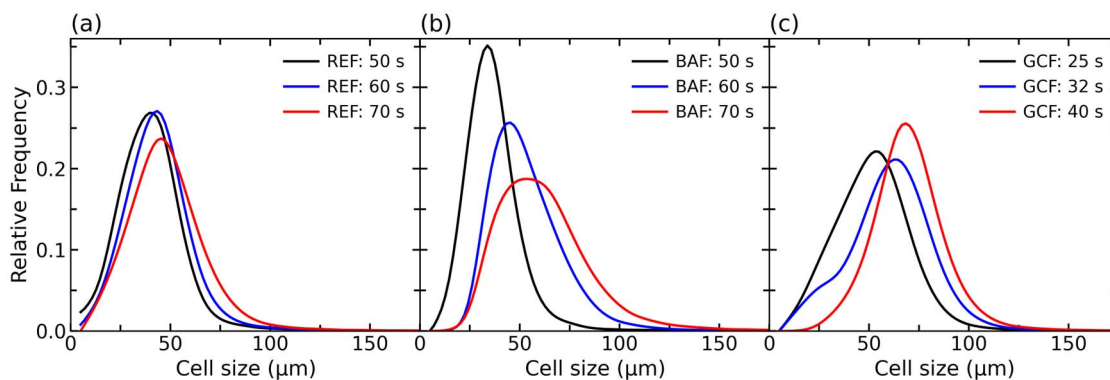 (a)
(b)
(c)
REF: 50 s
REF: 60 s
REF: 70 s
BAF: 50 s
BAF: 60 s
BAF: 70 s
GCF: 25 s
GCF: 32 s
GCF: 40 s
Relative Frequency
0.3
0.2
0.1
0.0
0 50 100 150
0 50 100 150
0 50 100 150
Cell size (μm)
Cell size (μm)
Cell size (μm)